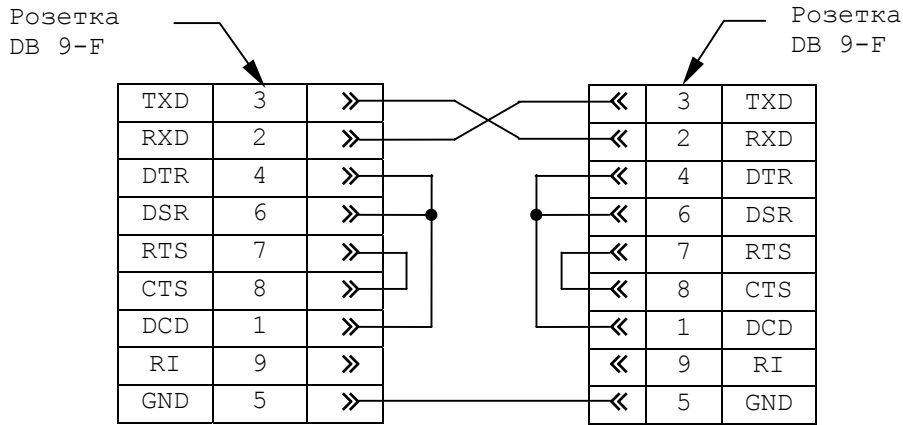 Розетка
DB 9-F
Розетка
DB 9-F
TXD 3 3 TXD
RXD 2 2 RXD
DTR 4 4 DTR
DSR 6 6 DSR
RTS 7 7 RTS
CTS 8 8 CTS
DCD 1 1 DCD
RI 9 9 RI
GND 5 5 GND